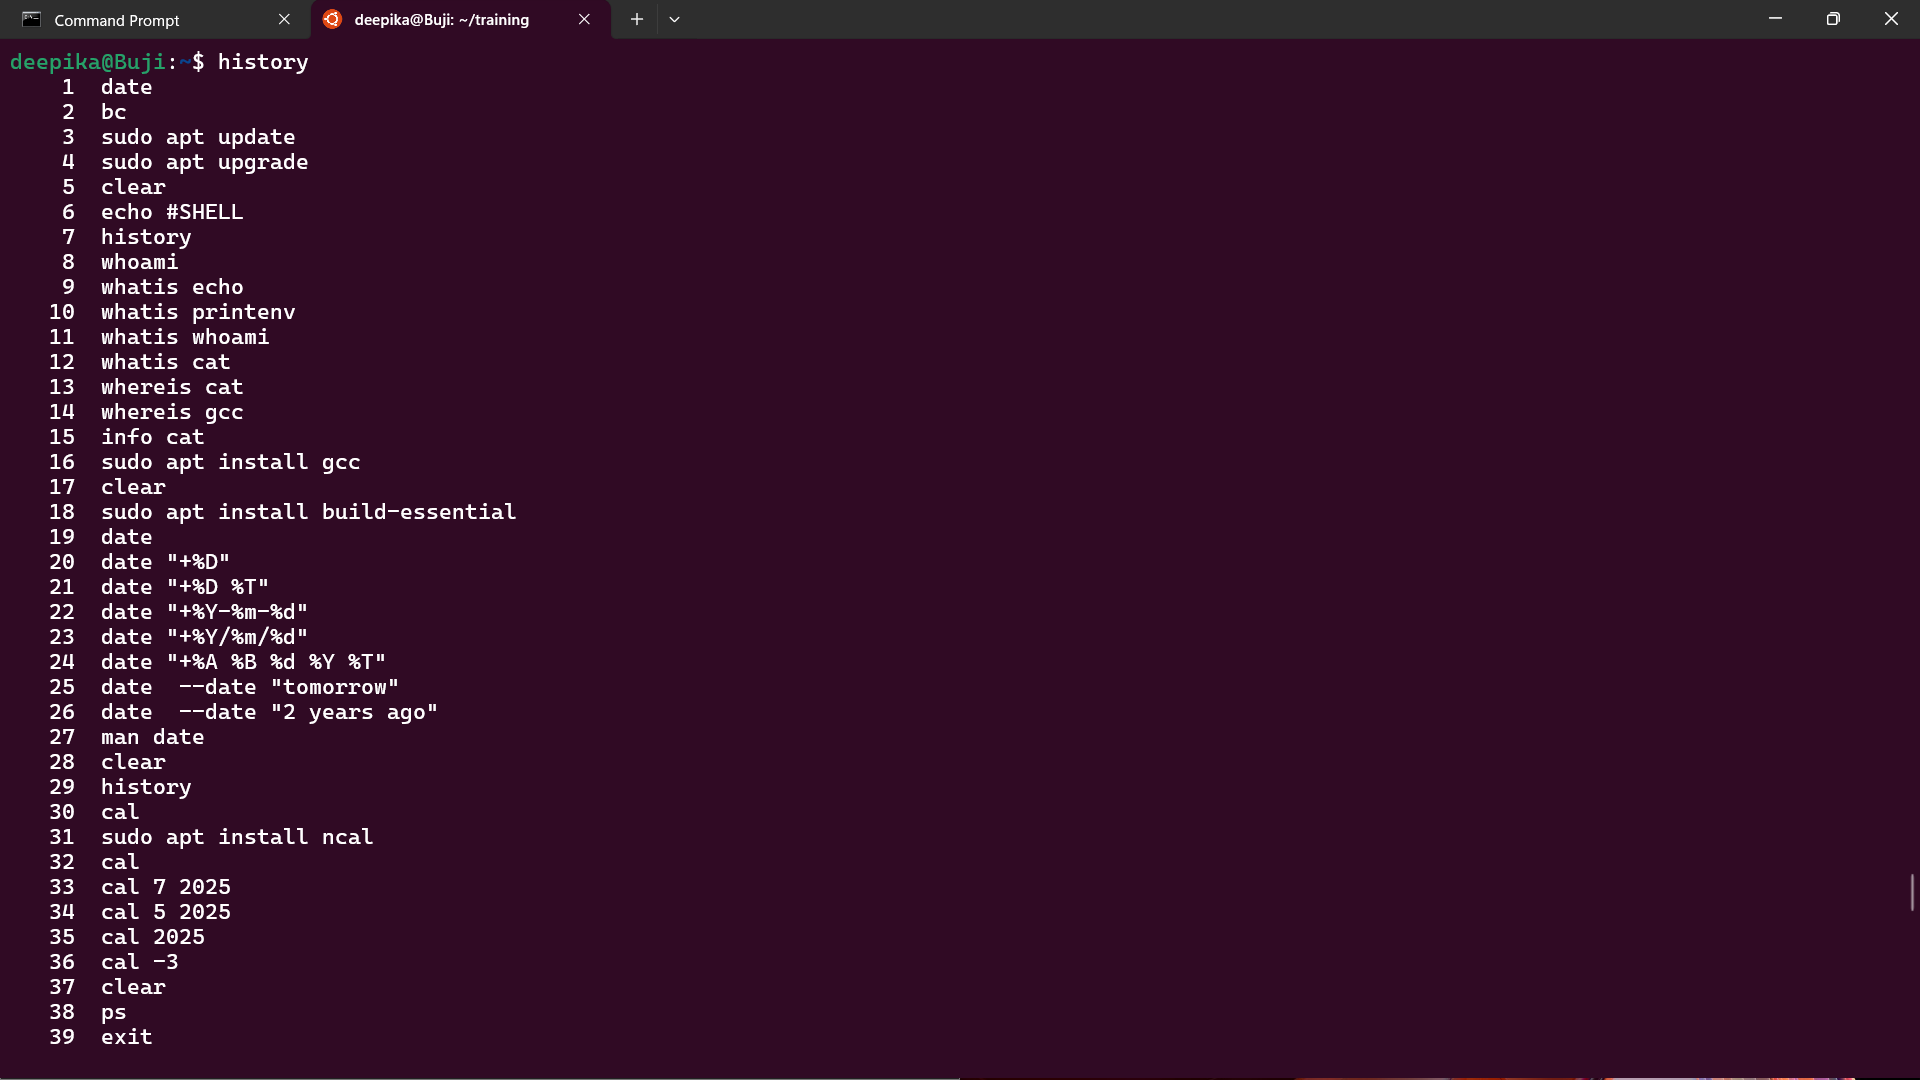 Command Prompt
deepika@Buji: ~/training
deepika@Buji:~$ history
1 date
2 bc
3 sudo apt update
4 sudo apt upgrade
5 clear
6 echo #SHELL
7 history
8 whoami
9 whatis echo
10 whatis printenv
11 whatis whoami
12 whatis cat
13 whereis cat
14 whereis gcc
15 info cat
16 sudo apt install gcc
17 clear
18 sudo apt install build-essential
19 date
20 date "+%D"
21 date "+%D %T"
22 date "+%Y-%m-%d"
23 date "+%Y/%m/%d"
24 date "+%A %B %d %Y %T"
25 date  --date "tomorrow"
26 date  --date "2 years ago"
27 man date
28 clear
29 history
30 cal
31 sudo apt install ncal
32 cal
33 cal 7 2025
34 cal 5 2025
35 cal 2025
36 cal -3
37 clear
38 ps
39 exit